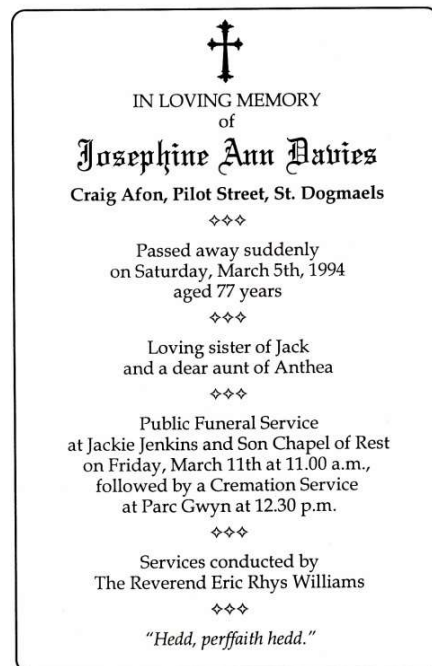 IN LOVING MEMORY
of
Josephine Ann Davies
Craig Afon, Pilot Street, St. Dogmaels
Passed away suddenly
on Saturday, March 5th, 1994
aged 77 years
Loving sister of Jack
and a dear aunt of Anthea
Public Funeral Service
at Jackie Jenkins and Son Chapel of Rest
on Friday, March 11th at 11.00 a.m.,
followed by a Cremation Service
at Parc Gwyn at 12.30 p.m.
Services conducted by
The Reverend Eric Rhys Williams
"Hedd, perffaith hedd."